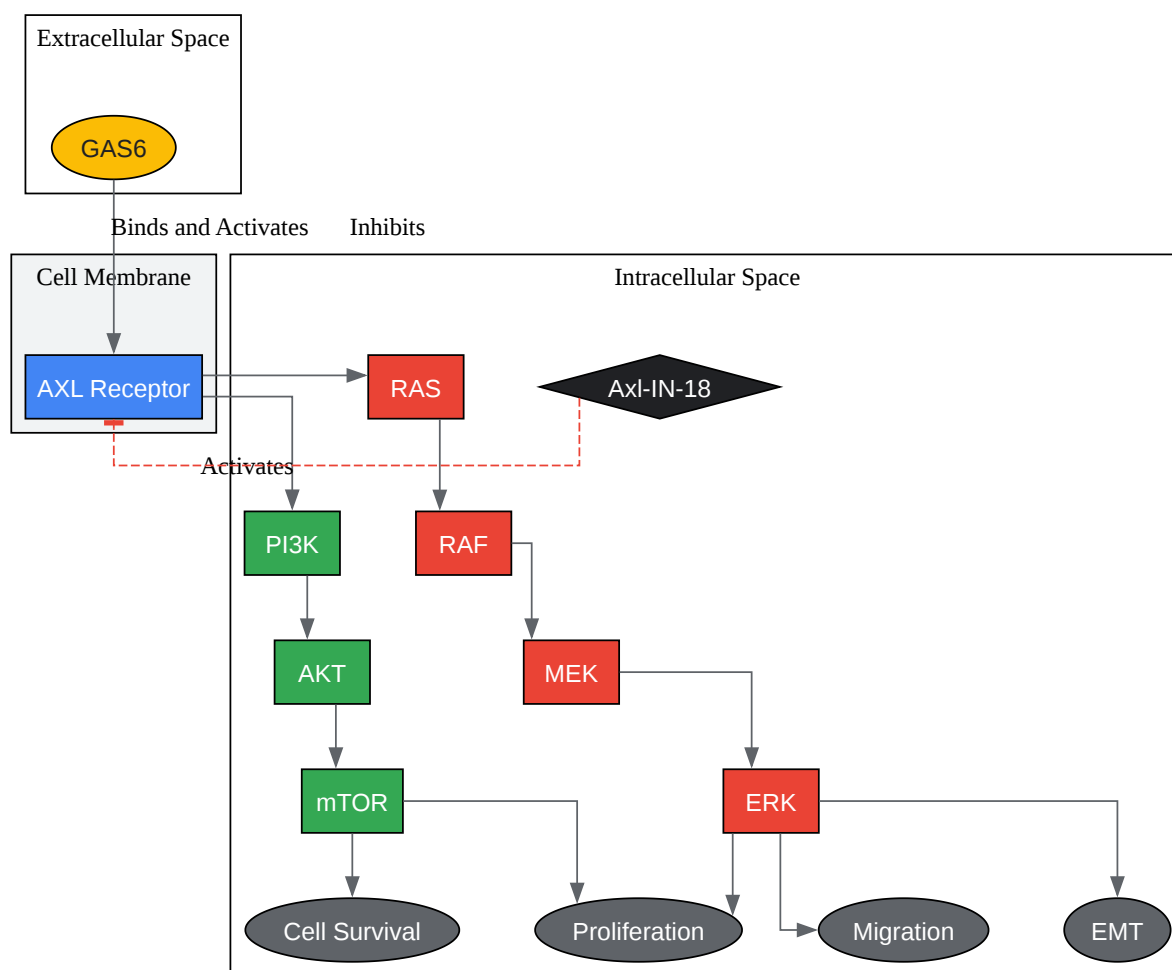 Extracellular Space
GAS6
Binds and Activates
Inhibits
Cell Membrane
Intracellular Space
AXL Receptor
RAS
Axl-IN-18
Activates
PI3K
RAF
AKT
MEK
mTOR
ERK
Cell Survival
Proliferation
Migration
EMT